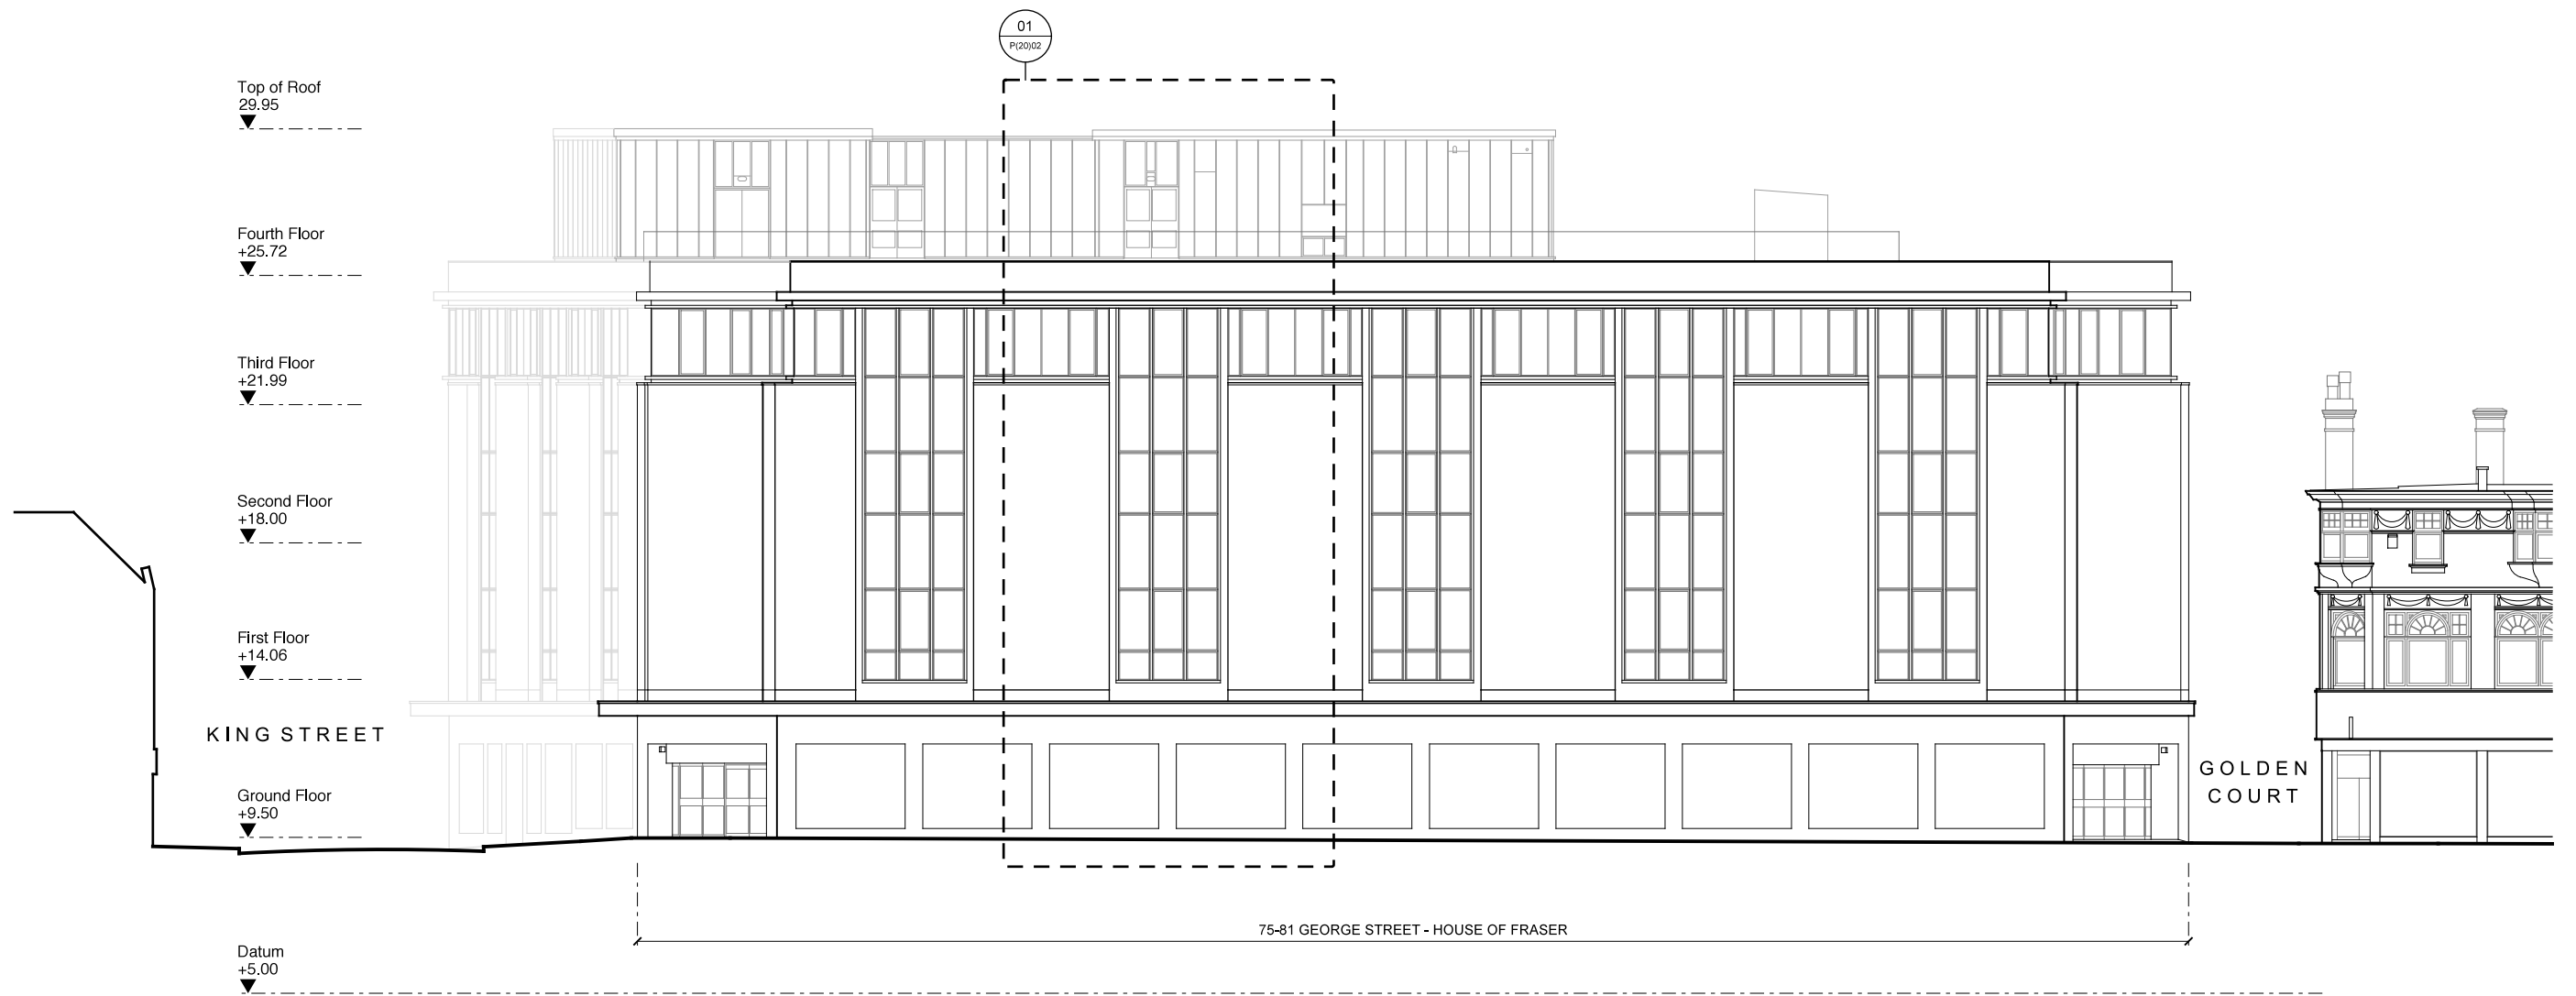 01
P(20)02
Top of Roof
29.95
Fourth Floor
+25.72
Third Floor
+21.99
Second Floor
+18.00
First Floor
+14.06
KING STREET
Ground Floor
+9.50
GOLDEN
COURT
75-81 GEORGE STREET - HOUSE OF FRASER
Datum
+5.00